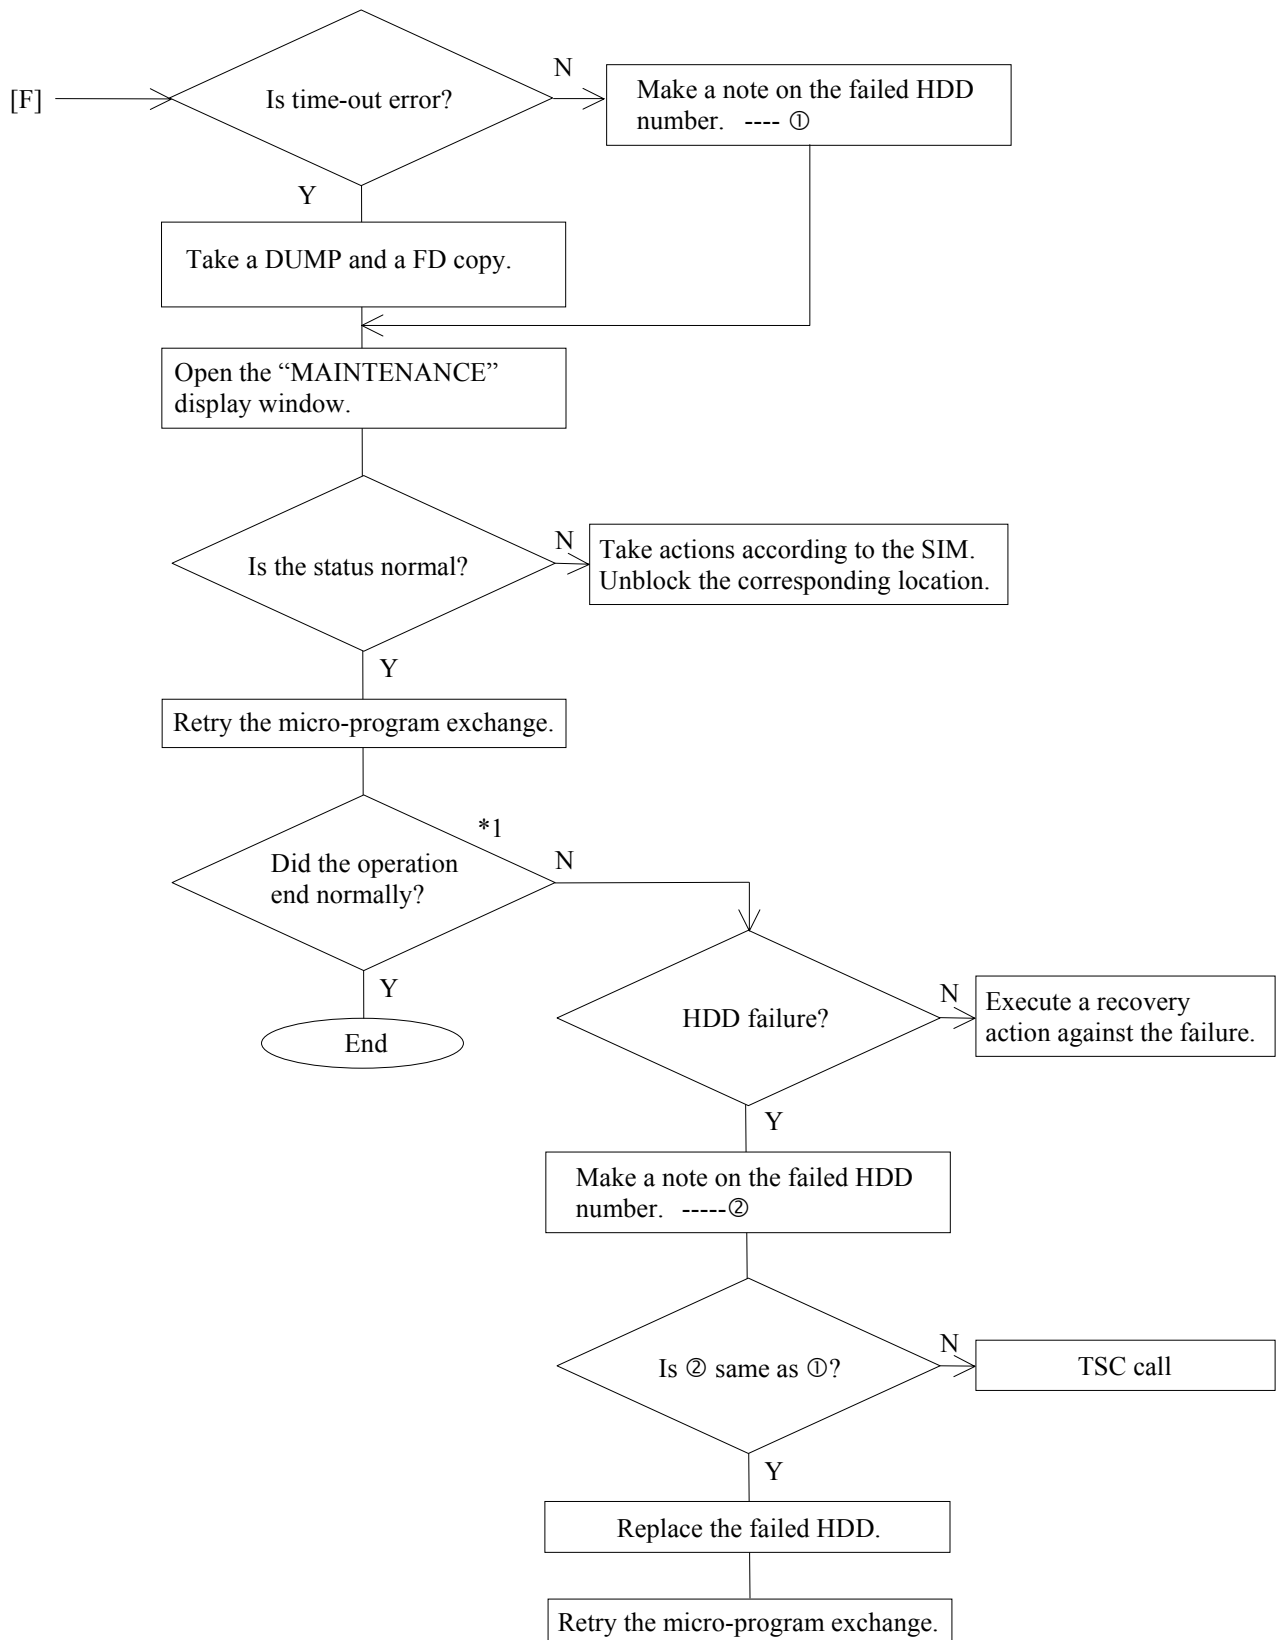 [F]
Is time-out error?
N
Make a note on the failed HDD
number. ---- ①
Y
Take a DUMP and a FD copy.
Open the “MAINTENANCE”
display window.
Is the status normal?
N
Take actions according to the SIM.
Unblock the corresponding location.
Y
Retry the micro-program exchange.
*1
Did the operation
end normally?
N
Y
End
HDD failure?
N
Execute a recovery
action against the failure.
Y
Make a note on the failed HDD
number. -----②
Is ② same as ①?
N
TSC call
Y
Replace the failed HDD.
Retry the micro-program exchange.